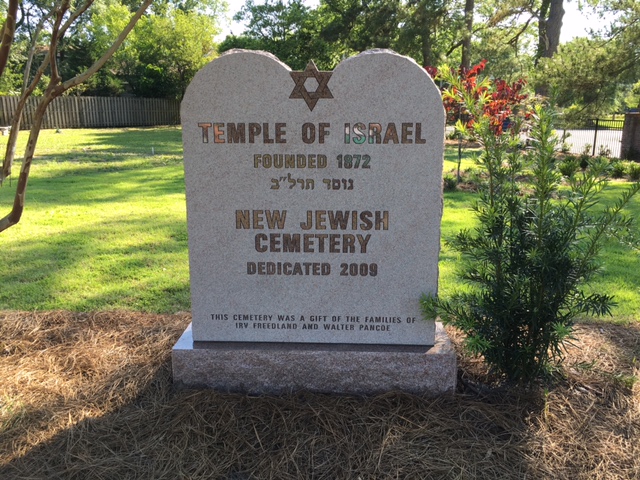 TEMPLE OF ISRAEL
FOUNDED 1872
נוסד תרל״ב
NEW JEWISH
CEMETERY
DEDICATED 2009
THIS CEMETERY WAS A GIFT OF THE FAMILIES OF
IRV FREEDLAND AND WALTER PANCOE